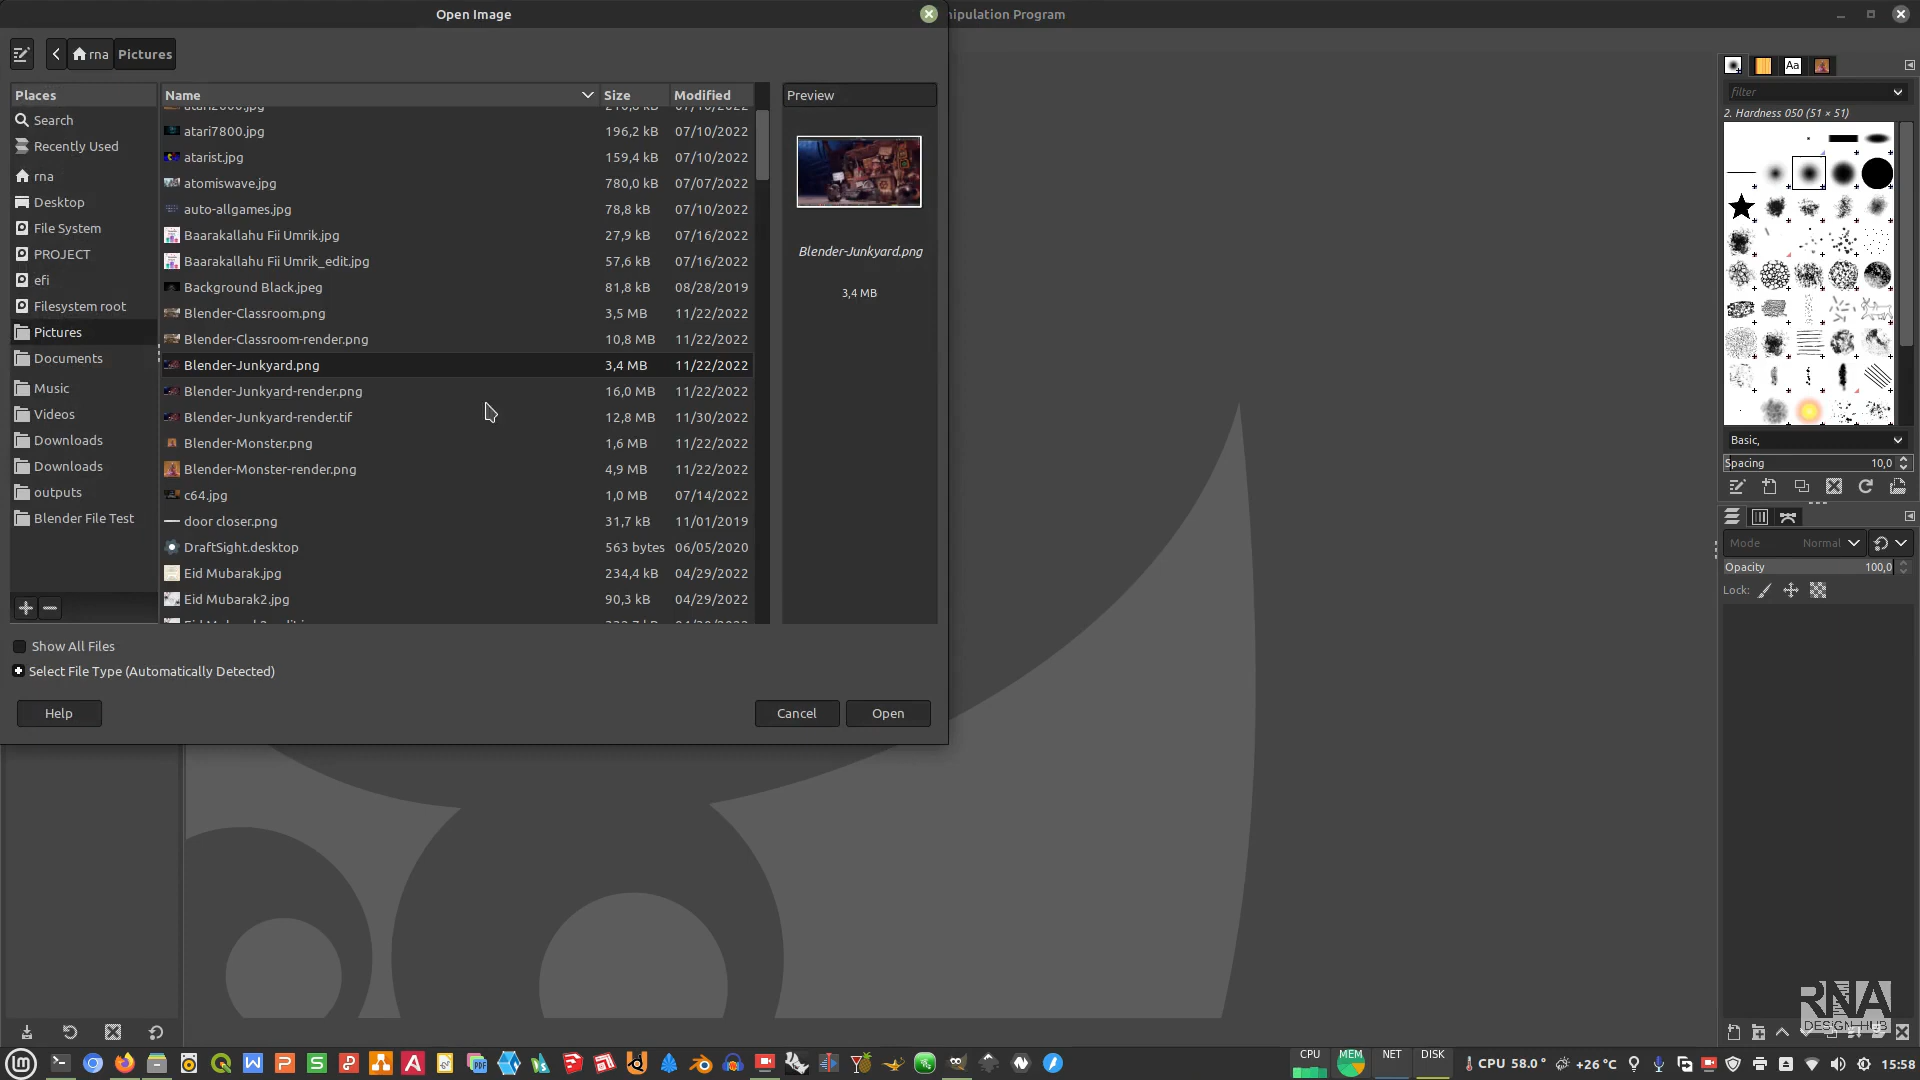 Open Image
nipulation Program
rna
Pictures
Places
Search
Recently Used
rna
Desktop
File System
PROJECT
efi
Filesystem root
Pictures
Documents
Music
Videos
Downloads
Downloads
outputs
Blender File Test
Name Size Modified
atari7800.jpg 196,2 kB 07/10/2022
atarist.jpg 159,4 kB 07/10/2022
atomiswave.jpg 780,0 kB 07/07/2022
auto-allgames.jpg 78,8 kB 07/10/2022
Baarakallahu Fii Umrik.jpg 27,9 kB 07/16/2022
Baarakallahu Fii Umrik_edit.jpg 57,6 kB 07/16/2022
Background Black.jpeg 81,8 kB 08/28/2019
Blender-Classroom.png 3,5 MB 11/22/2022
Blender-Classroom-render.png 10,8 MB 11/22/2022
Blender-Junkyard.png 3,4 MB 11/22/2022
Blender-Junkyard-render.png 16,0 MB 11/22/2022
Blender-Junkyard-render.tif 12,8 MB 11/30/2022
Blender-Monster.png 1,6 MB 11/22/2022
Blender-Monster-render.png 4,9 MB 11/22/2022
c64.jpg 1,0 MB 07/14/2022
door closer.png 31,7 kB 11/01/2019
DraftSight.desktop 563 bytes 06/05/2020
Eid Mubarak.jpg 234,4 kB 04/29/2022
Eid Mubarak2.jpg 90,3 kB 04/29/2022
Preview
Blender-Junkyard.png
3,4 MB
Show All Files
Select File Type (Automatically Detected)
Help
Cancel
Open
Aa
filter
2. Hardness 050 (51 × 51)
Basic,
Spacing 10,0
Mode Normal
Opacity 100,0
Lock:
RNA
DESIGN-HUB
CPU MEM NET DISK
CPU 58.0°
+26°C
15:58